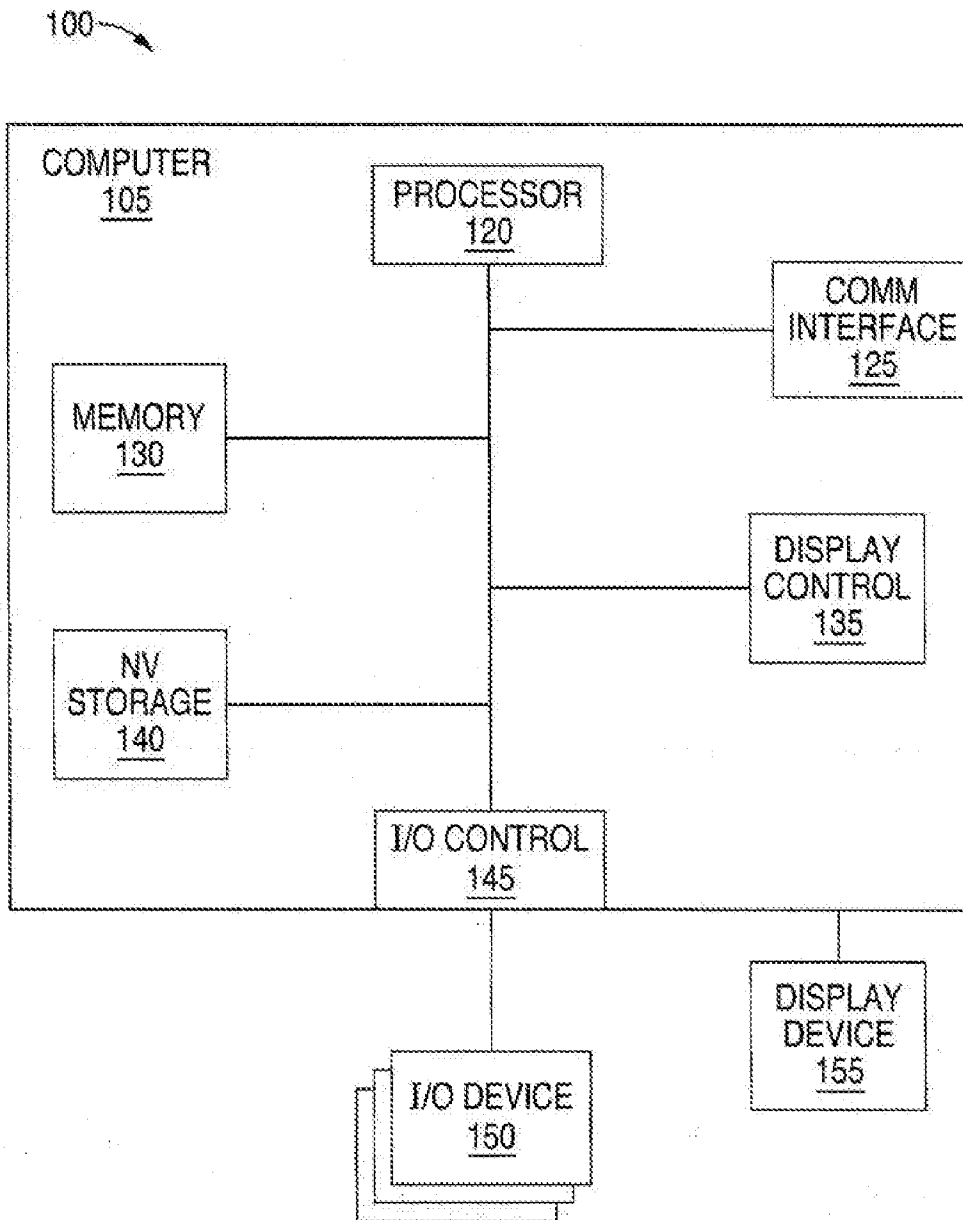 100
COMPUTER
105
PROCESSOR
120
COMM
INTERFACE
125
MEMORY
130
DISPLAY
CONTROL
135
NV
STORAGE
140
I/O CONTROL
145
I/O DEVICE
150
DISPLAY
DEVICE
155